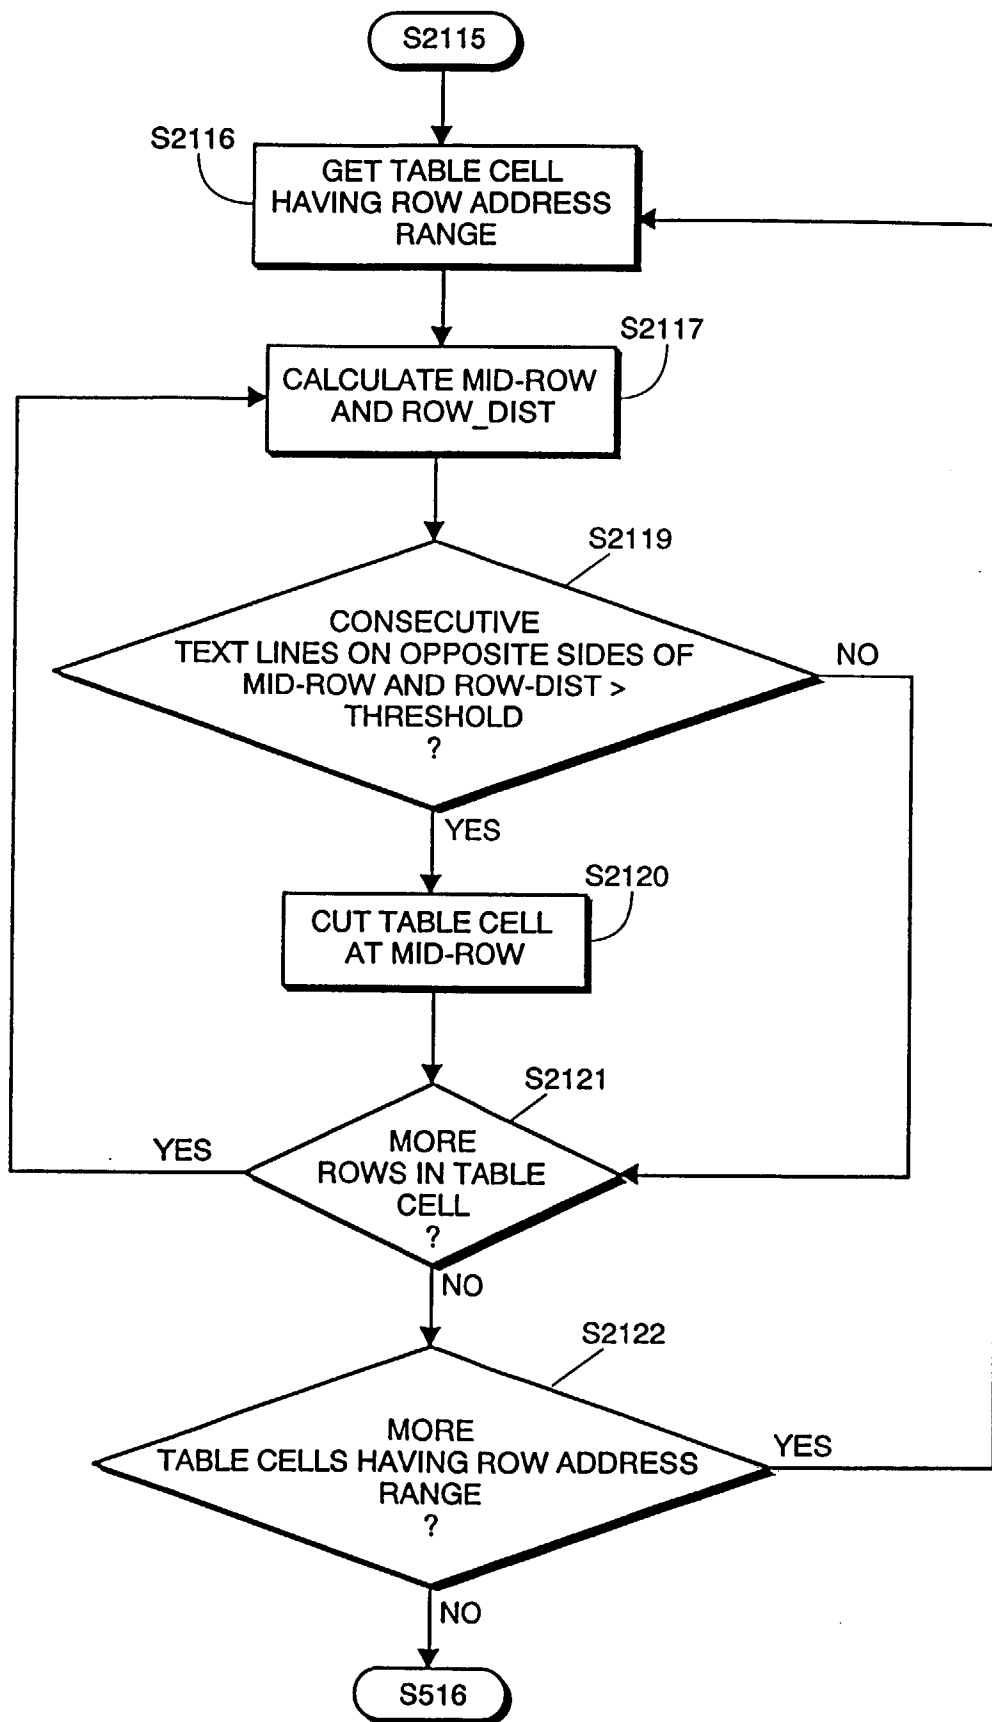 S2115
S2116
GET TABLE CELL
HAVING ROW ADDRESS
RANGE
S2117
CALCULATE MID-ROW
AND ROW_DIST
S2119
CONSECUTIVE
TEXT LINES ON OPPOSITE SIDES OF
MID-ROW AND ROW-DIST >
THRESHOLD
?
NO
YES
S2120
CUT TABLE CELL
AT MID-ROW
S2121
YES
MORE
ROWS IN TABLE
CELL
?
NO
S2122
MORE
TABLE CELLS HAVING ROW ADDRESS
RANGE
?
YES
NO
S516